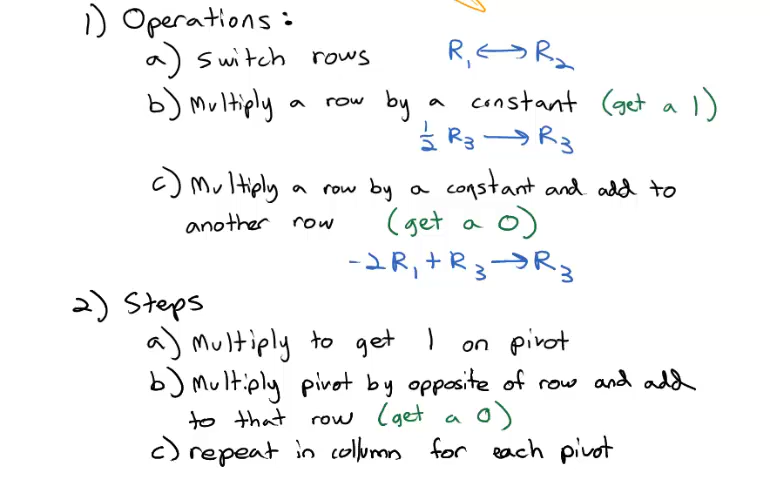 1) Operations:
a) switch rows R₁ ⟷ R₂
b) Multiply a row by a constant (get a 1)
½ R₃ ⟶ R₃
c) Multiply a row by a constant and add to
another row (get a 0)
-2R₁ + R₃ ⟶ R₃
2) Steps
a) Multiply to get 1 on pivot
b) Multiply pivot by opposite of row and add
to that row (get a 0)
c) repeat in collumn for each pivot